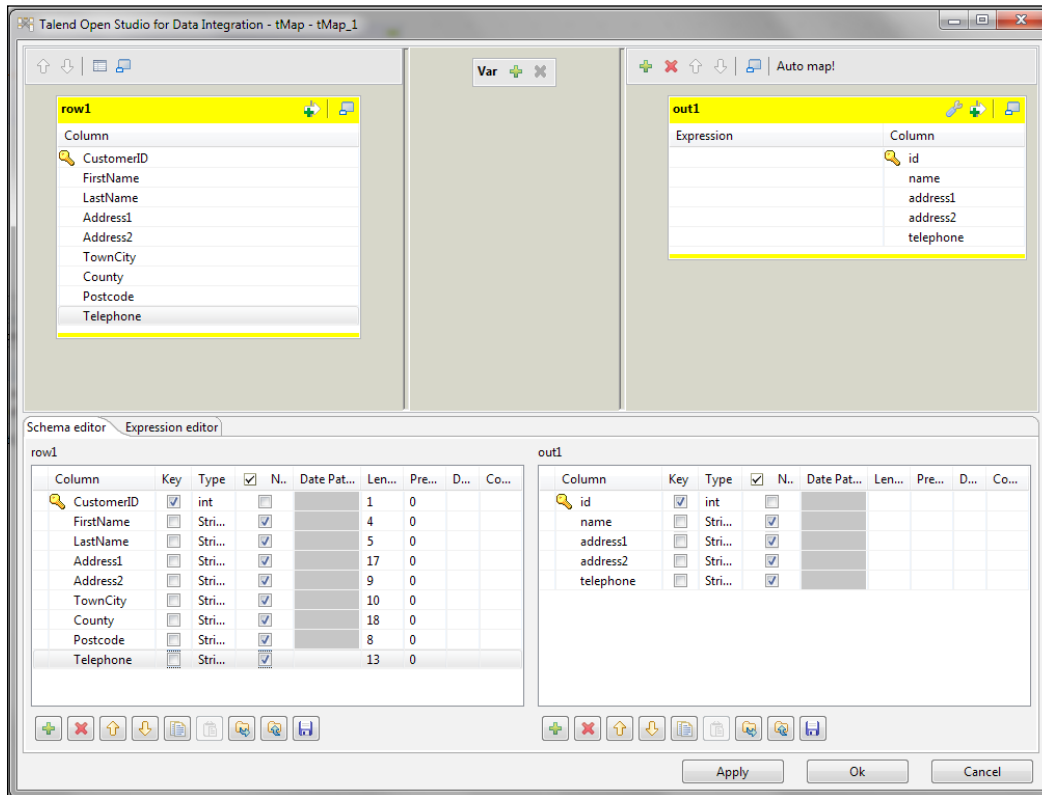 Talend Open Studio for Data Integration - tMap - tMap_1
Var
Auto map!
row1
Column
CustomerID
FirstName
LastName
Address1
Address2
TownCity
County
Postcode
Telephone
out1
Expression Column
id
name
address1
address2
telephone
Schema editor Expression editor
row1
Column Key Type N.. Date Pat... Len... Pre... D... Co...
CustomerID int 1 0
FirstName Stri... 4 0
LastName Stri... 5 0
Address1 Stri... 17 0
Address2 Stri... 9 0
TownCity Stri... 10 0
County Stri... 18 0
Postcode Stri... 8 0
Telephone Stri... 13 0
out1
Column Key Type N.. Date Pat... Len... Pre... D... Co...
id int
name Stri...
address1 Stri...
address2 Stri...
telephone Stri...
Apply Ok Cancel